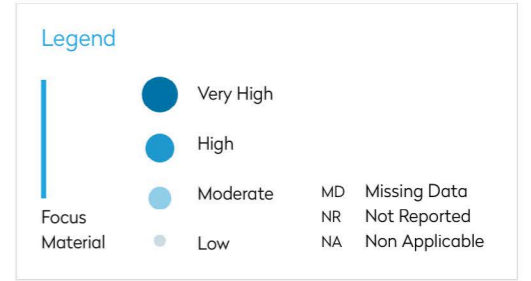 Legend
Very High
High
Moderate
Low
Focus
Material
MD Missing Data
NR Not Reported
NA Non Applicable